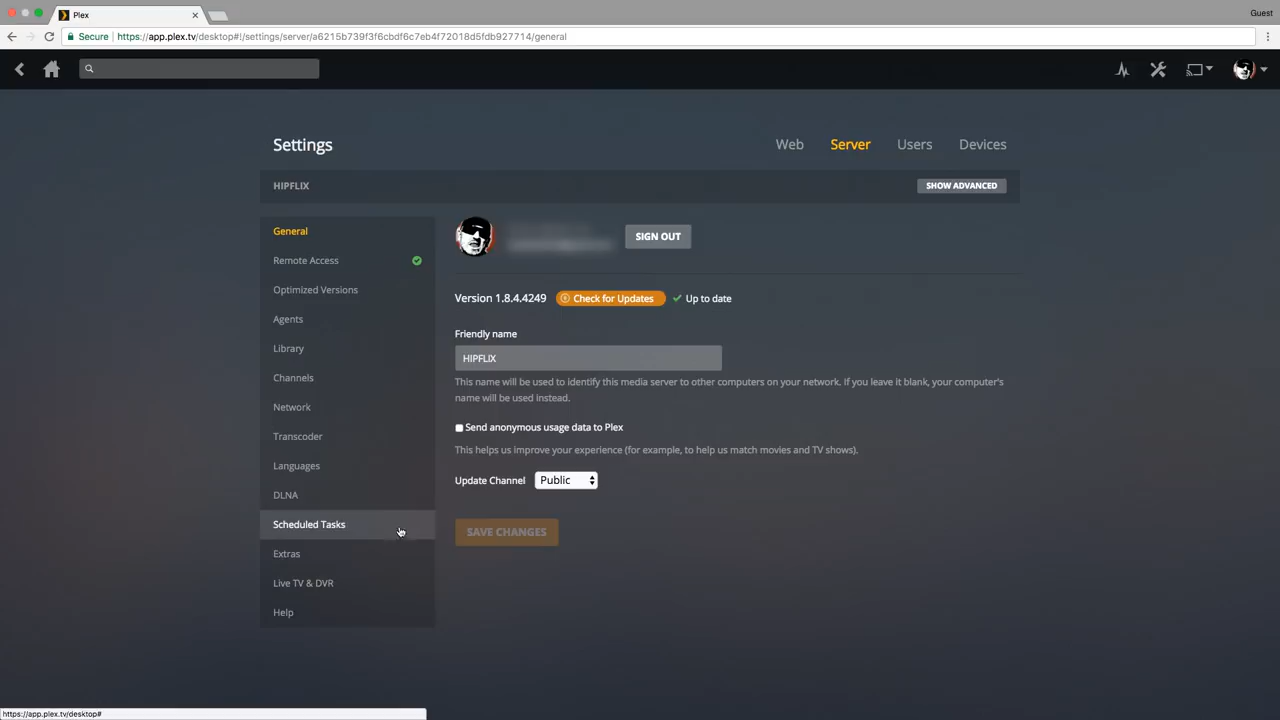 Plex
Guest
Secure https://app.plex.tv/desktop#!/settings/server/a6215b739f3f6cbdf6c7eb4f72018d5fdb927714/general
Settings
Web
Server
Users
Devices
HIPFLIX
SHOW ADVANCED
General
Remote Access
Optimized Versions
Agents
Library
Channels
Network
Transcoder
Languages
DLNA
Scheduled Tasks
Extras
Live TV & DVR
Help
SIGN OUT
Version 1.8.4.4249
Check for Updates
Up to date
Friendly name
HIPFLIX
This name will be used to identify this media server to other computers on your network. If you leave it blank, your computer's
name will be used instead.
Send anonymous usage data to Plex
This helps us improve your experience (for example, to help us match movies and TV shows).
Update Channel
Public
SAVE CHANGES
https://app.plex.tv/desktop#